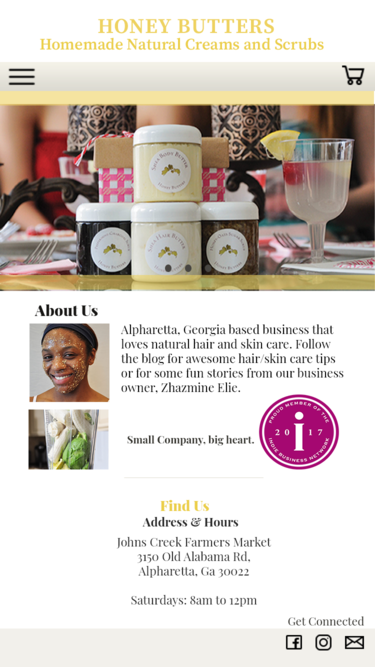 HONEY BUTTERS
Homemade Natural Creams and Scrubs
About Us
Alpharetta, Georgia based business that
loves natural hair and skin care. Follow
the blog for awesome hair/skin care tips
or for some fun stories from our business
owner, Zhazmine Elie.
Small Company, big heart.
PROUD MEMBER OF THE
2017
INDIE BUSINESS NETWORK
Find Us
Address & Hours
Johns Creek Farmers Market
3150 Old Alabama Rd,
Alpharetta, Ga 30022
Saturdays: 8am to 12pm
Get Connected